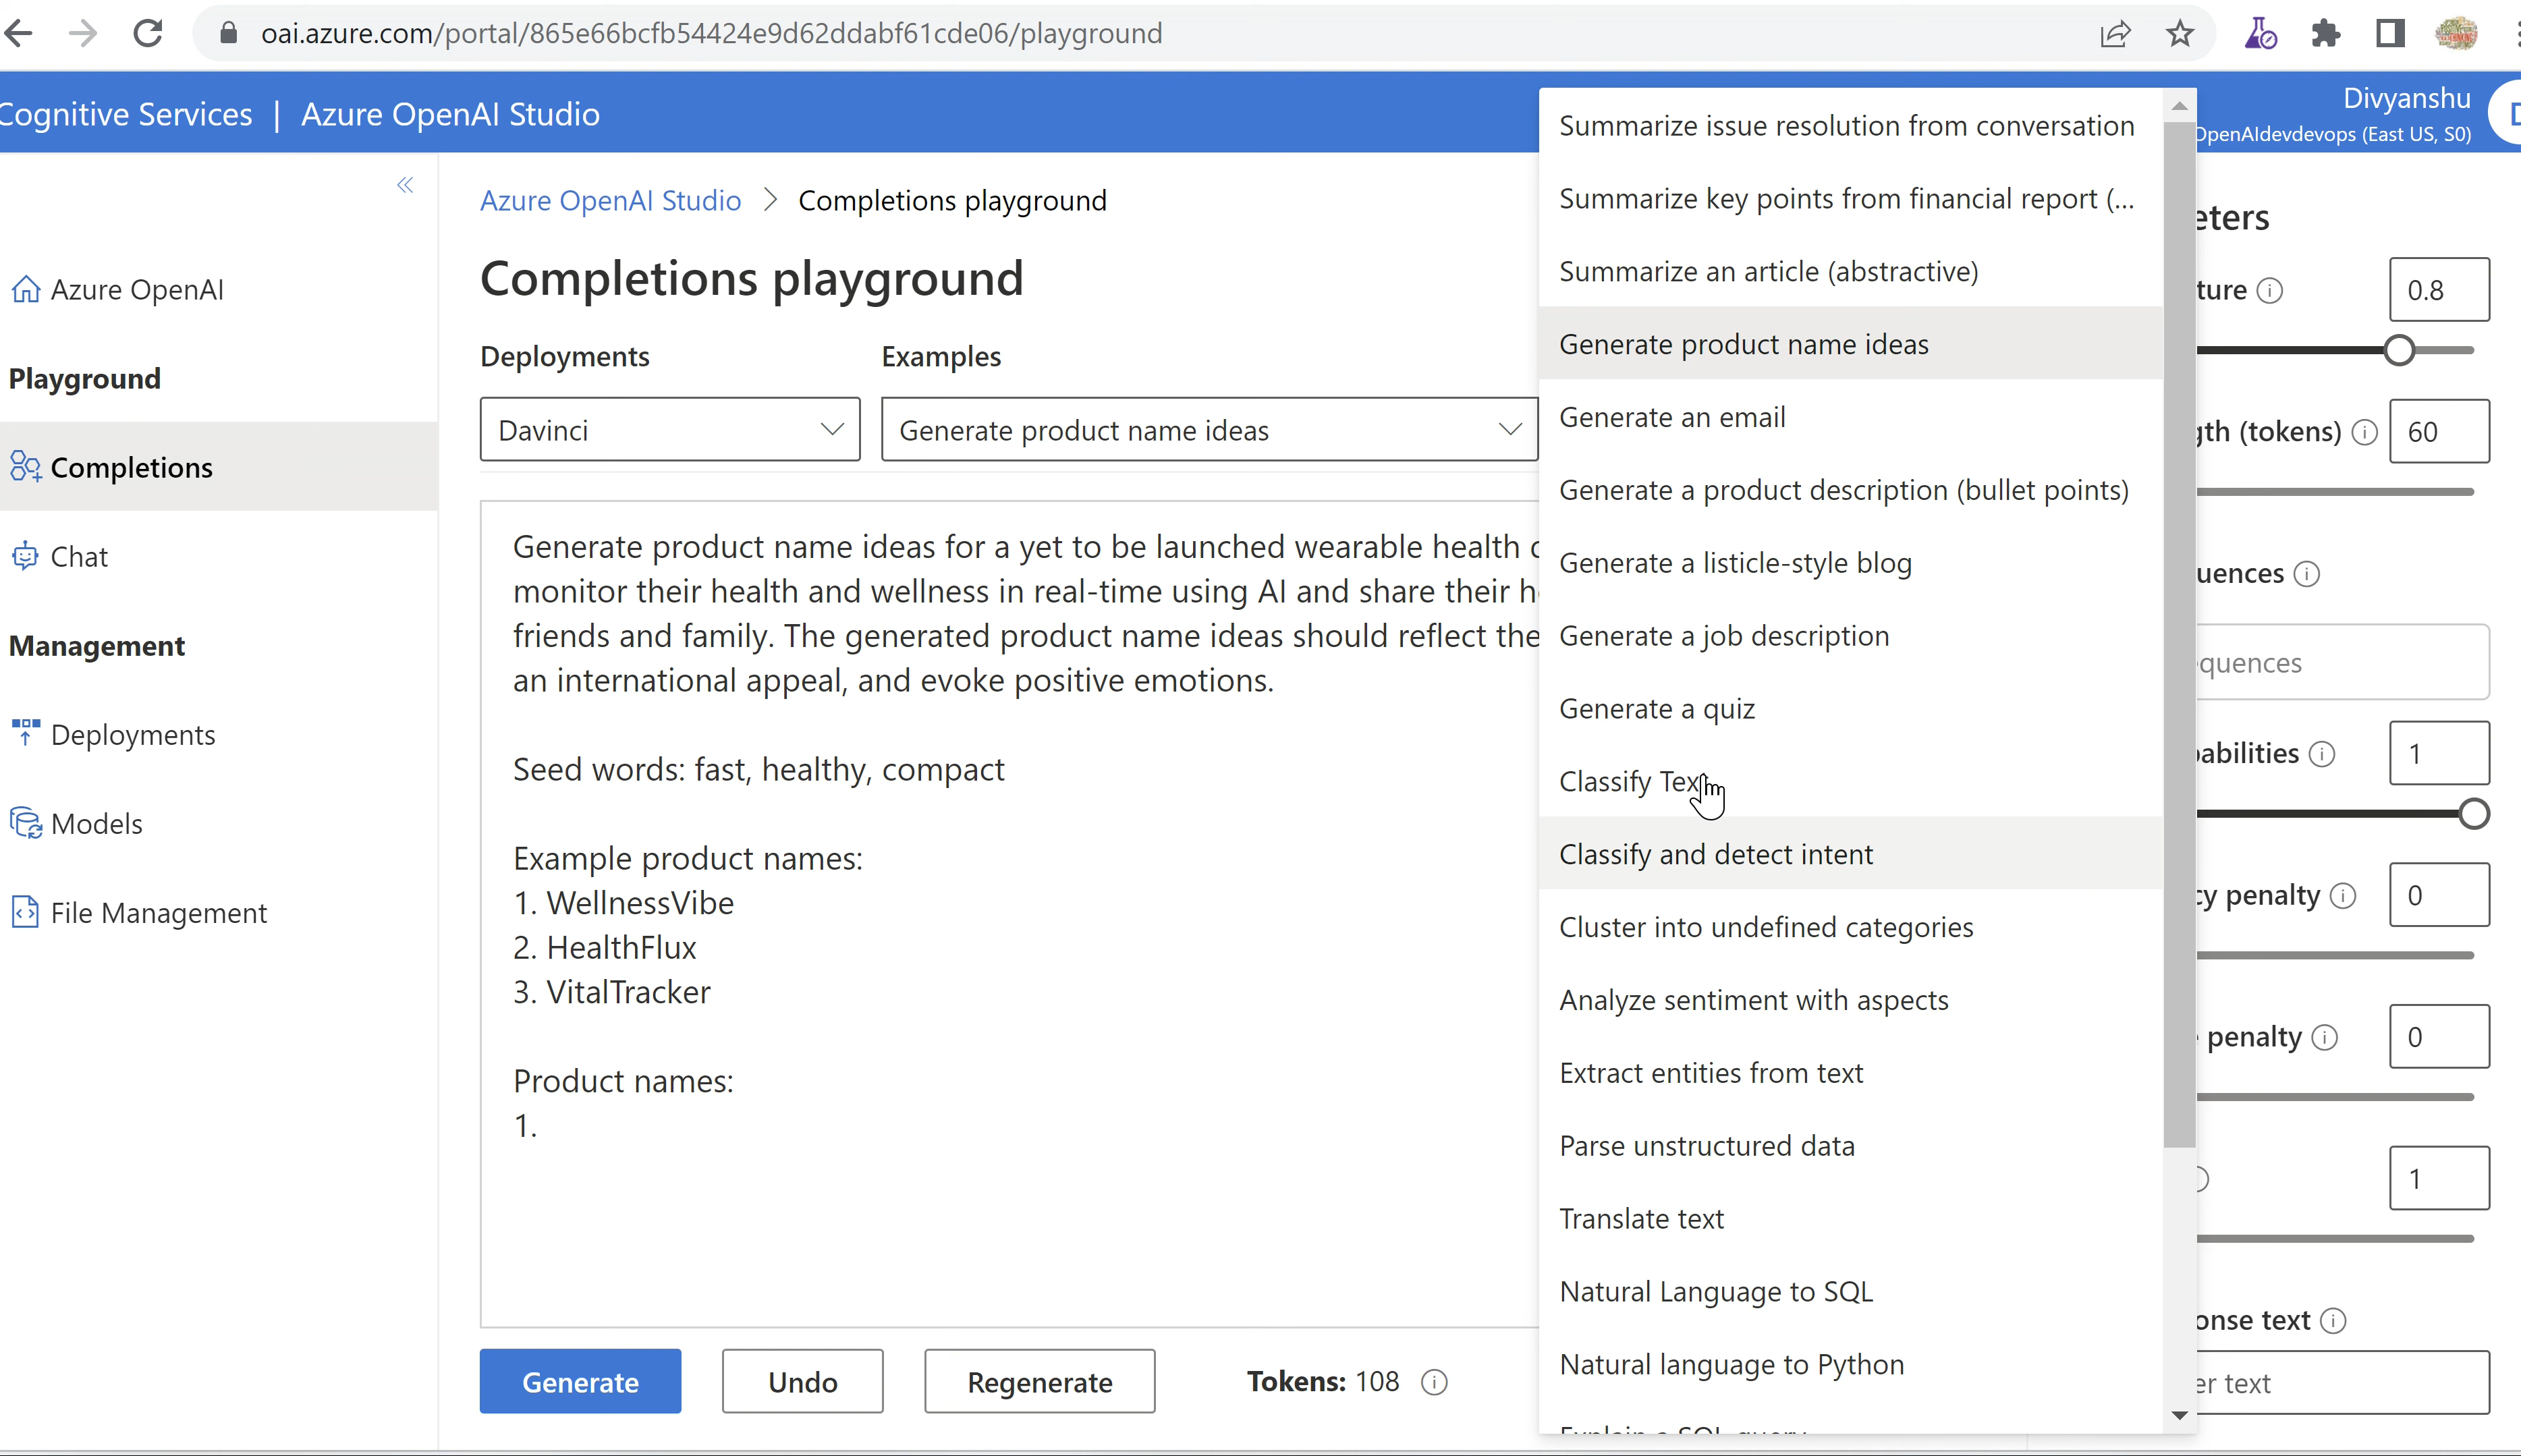 oai.azure.com/portal/865e66bcfb54424e9d62ddabf61cde06/playground
Cognitive Services | Azure OpenAI Studio
Divyanshu
OpenAIdevdevops (East US, S0)
Azure OpenAI
Playground
Completions
Chat
Management
Deployments
Models
File Management
Azure OpenAI Studio > Completions playground
Completions playground
Deployments
Examples
Davinci
Generate product name ideas
Generate product name ideas for a yet to be launched wearable health
monitor their health and wellness in real-time using AI and share their
friends and family. The generated product name ideas should reflect the
an international appeal, and evoke positive emotions.
Seed words: fast, healthy, compact
Example product names:
1. WellnessVibe
2. HealthFlux
3. VitalTracker
Product names:
1.
Generate
Undo
Regenerate
Tokens: 108
Summarize issue resolution from conversation
Summarize key points from financial report (...
Summarize an article (abstractive)
Generate product name ideas
Generate an email
Generate a product description (bullet points)
Generate a listicle-style blog
Generate a job description
Generate a quiz
Classify Text
Classify and detect intent
Cluster into undefined categories
Analyze sentiment with aspects
Extract entities from text
Parse unstructured data
Translate text
Natural Language to SQL
Natural language to Python
Explain a SQL query
eters
ture 0.8
gth (tokens) 60
uences
quences
abilities 1
cy penalty 0
penalty 0
1
onse text
er text